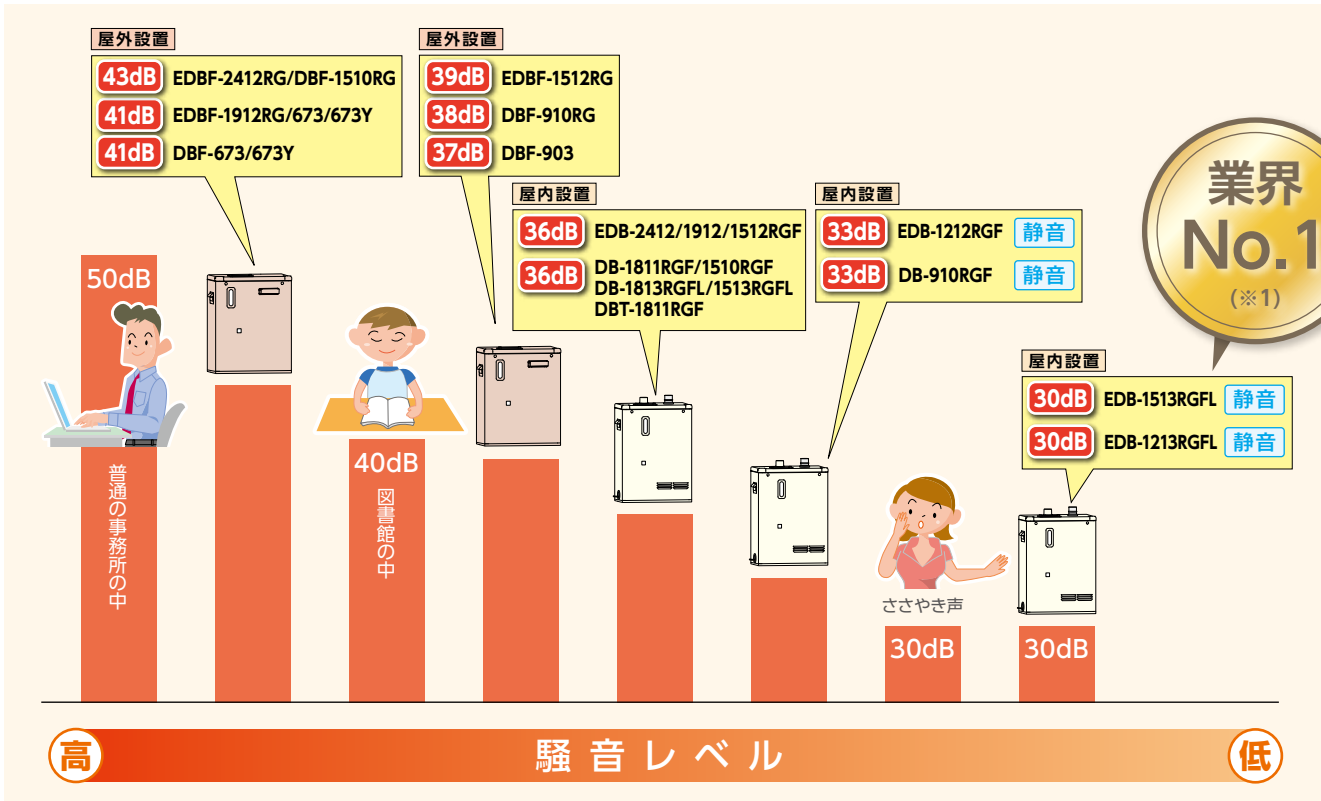 屋外設置
43dB EDBF-2412RG/DBF-1510RG
41dB EDBF-1912RG/673/673Y
41dB DBF-673/673Y
屋外設置
39dB EDBF-1512RG
38dB DBF-910RG
37dB DBF-903
屋内設置
36dB EDB-2412/1912/1512RGF
36dB DB-1811RGF/1510RGF
DB-1813RGFL/1513RGFL
DBT-1811RGF
屋内設置
33dB EDB-1212RGF 静音
33dB DB-910RGF 静音
業界
No.1
(※1)
屋内設置
30dB EDB-1513RGFL 静音
30dB EDB-1213RGFL 静音
50dB
普通の事務所の中
40dB
図書館の中
ささやき声
30dB
30dB
高 騒音レベル 低